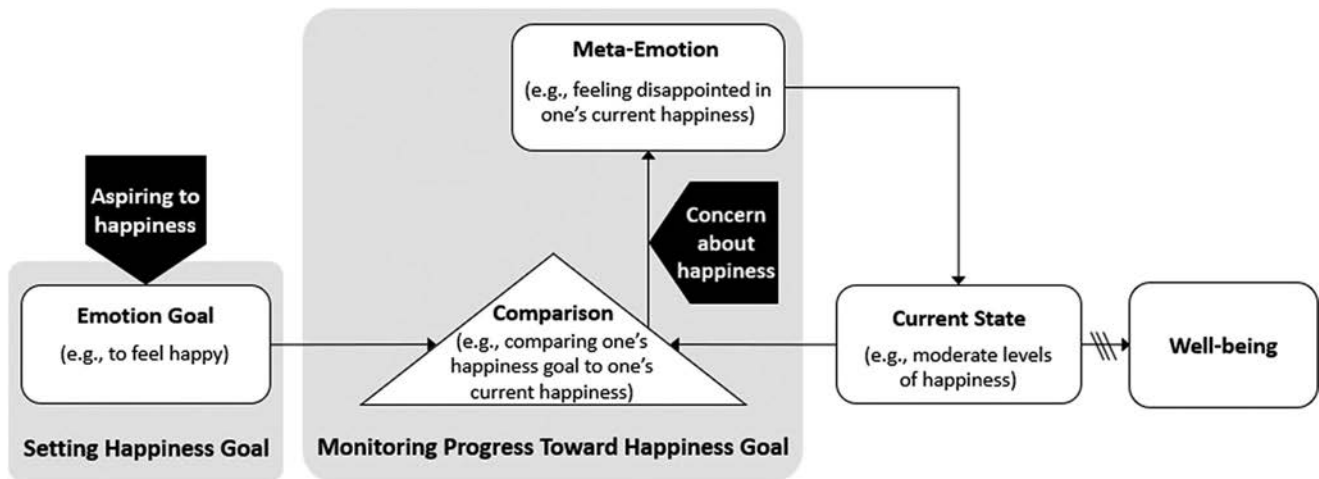 Meta-Emotion
(e.g., feeling disappointed in
one's current happiness)
Aspiring to
happiness
Concern
about
happiness
Emotion Goal
(e.g., to feel happy)
Comparison
(e.g., comparing one's
happiness goal to one's
current happiness)
Current State
(e.g., moderate levels
of happiness)
Well-being
Setting Happiness Goal
Monitoring Progress Toward Happiness Goal